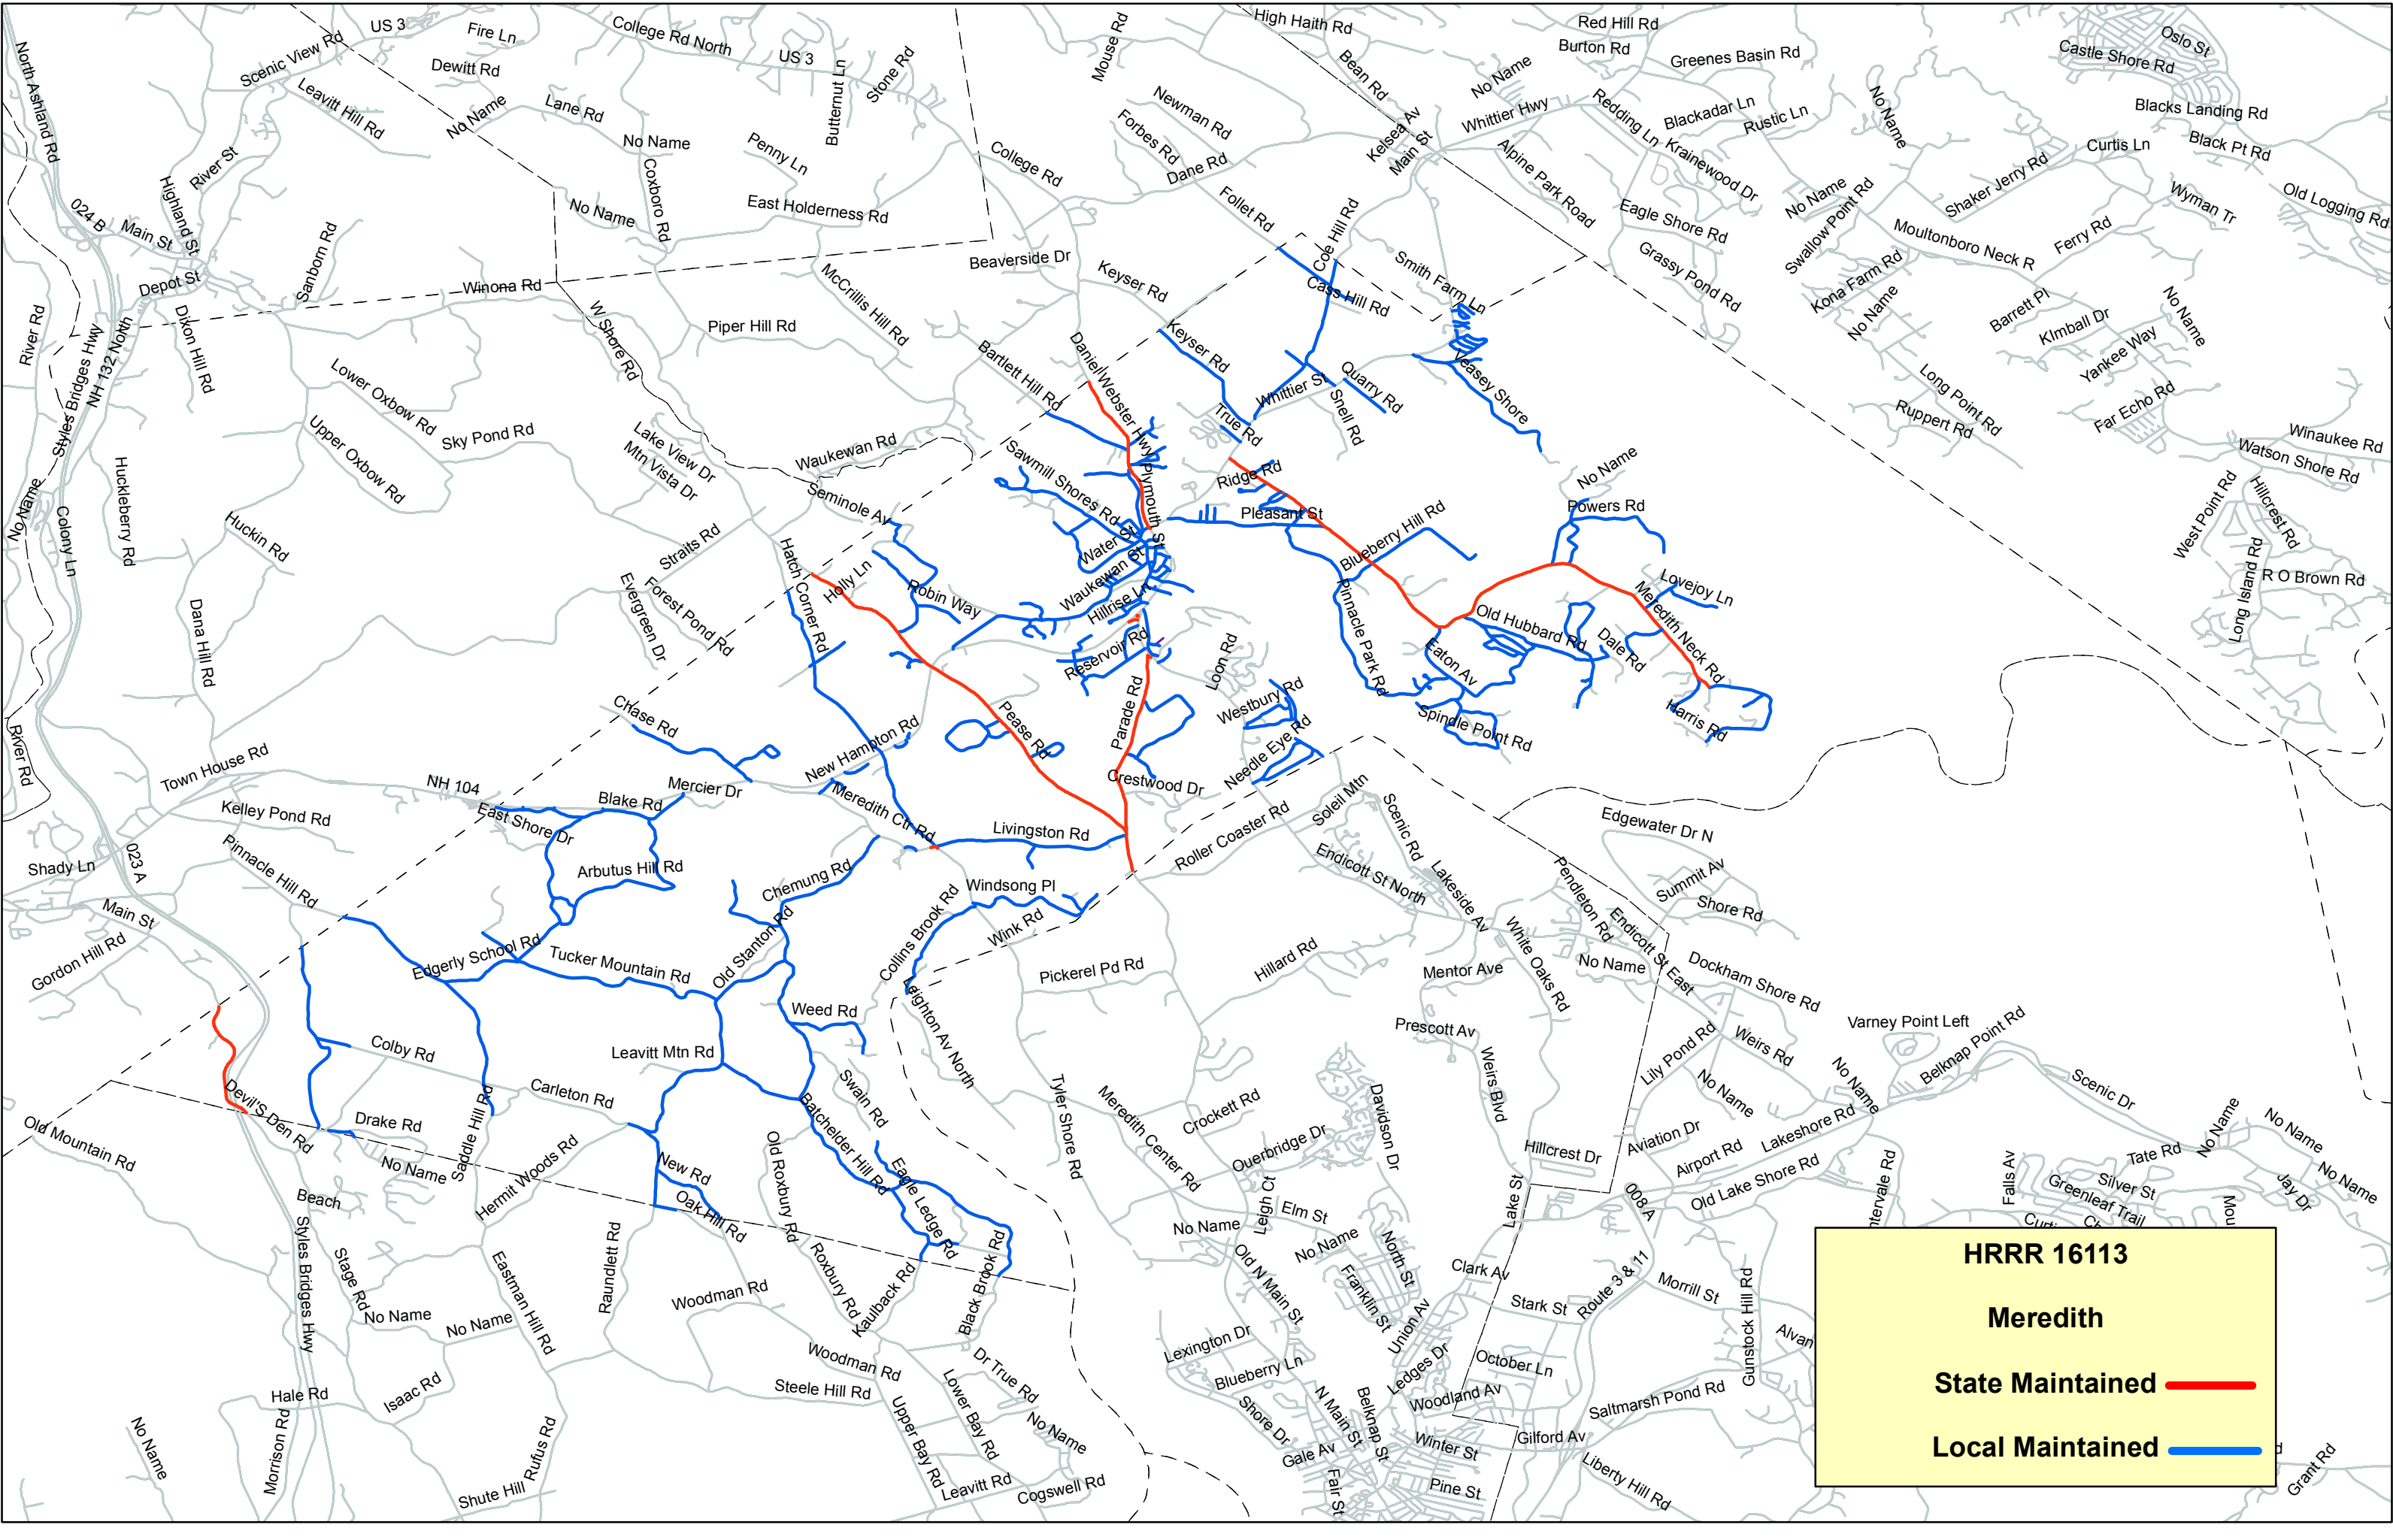 US 3
Fire Ln
College Rd North
US 3
Mouse Rd
High Haith Rd
Red Hill Rd
Burton Rd
Oslo St
Castle Shore Rd
North Ashland Rd
Scenic View Rd
Dewitt Rd
Butternut Ln
Stone Rd
Bean Rd
No Name
Greenes Basin Rd
Leavitt Hill Rd
No Name
Lane Rd
Newman Rd
Kelsea Av
Main St
Whittier Hwy
Redding Ln
Blackadar Ln
Rustic Ln
No Name
Blacks Landing Rd
No Name
Penny Ln
College Rd
Forbes Rd
Dane Rd
Alpine Park Road
Krainewood Dr
Curtis Ln
Black Pt Rd
River St
Highland St
Coxboro Rd
Shaker Jerry Rd
024 B
Main St
No Name
East Holderness Rd
Follet Rd
Coe Hill Rd
Eagle Shore Rd
No Name
Swallow Point Rd
Wyman Tr
Old Logging Rd
Sanborn Rd
Beaverside Dr
Keyser Rd
Smith Farm Ln
Grassy Pond Rd
Moultonboro Neck R
Ferry Rd
Depot St
Winona Rd
McCrillis Hill Rd
Cass Hill Rd
Kona Farm Rd
No Name
Barrett Pl
No Name
River Rd
Styles Bridges Hwy
NH 132 North
Dixon Hill Rd
W Shore Rd
Piper Hill Rd
Daniel Webster Hwy
Keyser Rd
Klmball Dr
Yankee Way
Bartlett Hill Rd
Whittier St
Quarry Rd
Veasey Shore
Long Point Rd
Ruppert Rd
Far Echo Rd
Lower Oxbow Rd
Upper Oxbow Rd
Sky Pond Rd
Lake View Dr
Mtn Vista Dr
Waukewan Rd
True Rd
Snell Rd
Winaukee Rd
Watson Shore Rd
No Name
Colony Ln
Huckleberry Rd
Seminole Av
Sawmill Shores Rd
Plymouth St
Ridge Rd
Pleasant St
No Name
Powers Rd
West Point Rd
Hillcrest Rd
Huckin Rd
Straits Rd
Hatch Corner Rd
Holly Ln
Water St
Waukewan St
Blueberry Hill Rd
Long Island Rd
R O Brown Rd
Dana Hill Rd
Evergreen Dr
Forest Pond Rd
Robin Way
Hillrise Ln
Pinnacle Park Rd
Old Hubbard Rd
Meredith Neck Rd
Lovejoy Ln
Reservoir Rd
Loon Rd
Eaton Av
Dale Rd
River Rd
Chase Rd
New Hampton Rd
Pease Rd
Parade Rd
Westbury Rd
Needle Eye Rd
Spindle Point Rd
Harris Rd
Town House Rd
NH 104
Mercier Dr
Crestwood Dr
Kelley Pond Rd
East Shore Dr
Blake Rd
Meredith Ctr Rd
Livingston Rd
Roller Coaster Rd
Soleil Mtn
Scenic Rd
Edgewater Dr N
Shady Ln
023 A
Pinnacle Hill Rd
Arbutus Hill Rd
Chemung Rd
Windsong Pl
Endicott St North
Lakeside Av
Pendleton Rd
Summit Av
Shore Rd
Main St
Gordon Hill Rd
Edgerly School Rd
Tucker Mountain Rd
Old Stanton Rd
Collins Brook Rd
Wink Rd
Pickerel Pd Rd
Hillard Rd
White Oaks Rd
Endicott St East
Mentor Ave
No Name
Dockham Shore Rd
Weed Rd
Leighton Av North
Prescott Av
Varney Point Left
Belknap Point Rd
Colby Rd
Leavitt Mtn Rd
Weirs Blvd
Lily Pond Rd
Weirs Rd
No Name
Scenic Dr
Devil'S Den Rd
Carleton Rd
Swain Rd
Tyler Shore Rd
Meredith Center Rd
Crockett Rd
Davidson Dr
No Name
Old Mountain Rd
Drake Rd
Saddle Hill Rd
Batchelder Hill Rd
Ouerbridge Dr
Hillcrest Dr
Aviation Dr
Airport Rd
Lakeshore Rd
No Name
No Name
No Name
Hermit Woods Rd
New Rd
Old Roxbury Rd
Eagle Ledge Rd
Old Lake Shore Rd
Tate Rd
No Name
Beach
Oak Hill Rd
Leigh Ct
Elm St
Lake St
008 A
ntervale Rd
Falls Av
Silver St
Greenleaf Trail
Jay Dr
Styles Bridges Hwy
Stage Rd
Eastman Hill Rd
Raundlett Rd
Roxbury Rd
Kaulback Rd
Black Brook Rd
No Name
Old N Main St
No Name
North St
Clark Av
Route 3 & 11
Curti
Ch
Mou
No Name
No Name
Woodman Rd
Franklin St
Union Av
Stark St
Morrill St
Gunstock Hill Rd
Alvan
Hale Rd
Isaac Rd
Woodman Rd
Steele Hill Rd
Dr True Rd
Lexington Dr
Blueberry Ln
Ledges Dr
October Ln
Woodland Av
Saltmarsh Pond Rd
No Name
Morrison Rd
Rufus Rd
Shute Hill
Upper Bay Rd
Lower Bay Rd
No Name
Leavitt Rd
Cogswell Rd
Shore Dr
Gale Av
N Main St
Belknap St
Fair St
Winter St
Pine St
Gilford Av
Liberty Hill Rd
d
Grant Rd
HRRR 16113
Meredith
State Maintained
Local Maintained